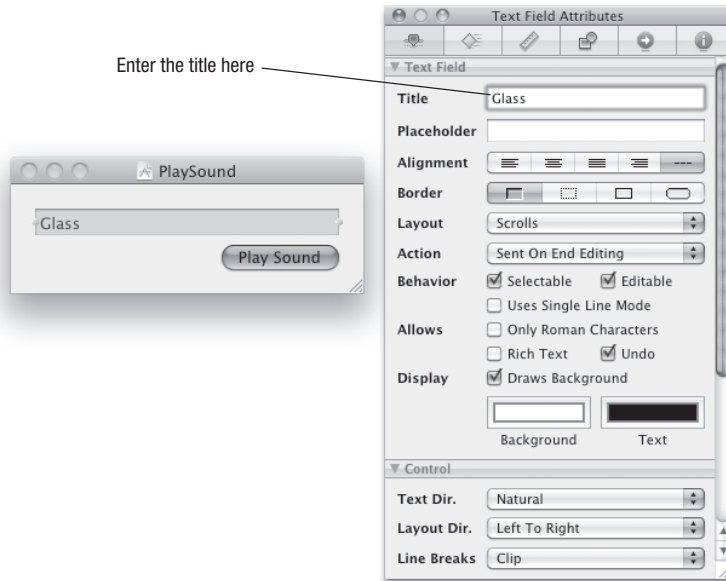 Enter the title here
PlaySound
Glass
Play Sound
Text Field Attributes
Text Field
Title Glass
Placeholder
Alignment
Border
Layout Scrolls
Action Sent On End Editing
Behavior Selectable Editable
Uses Single Line Mode
Allows Only Roman Characters
Rich Text Undo
Display Draws Background
Background Text
Control
Text Dir. Natural
Layout Dir. Left To Right
Line Breaks Clip